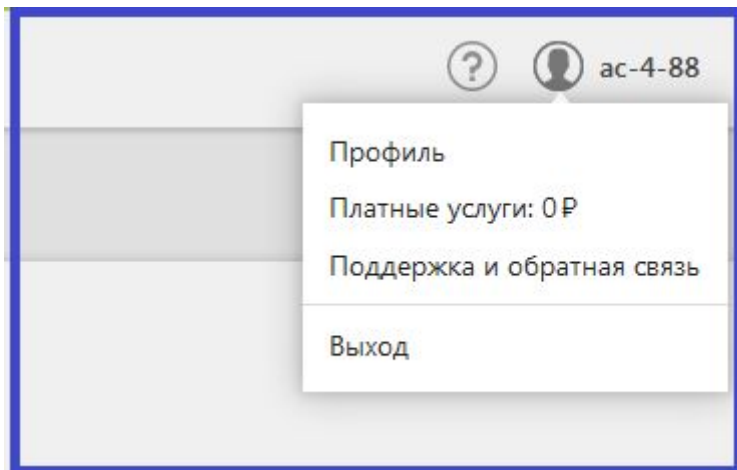 ? ac-4-88
Профиль
Платные услуги: 0 ₽
Поддержка и обратная связь
Выход